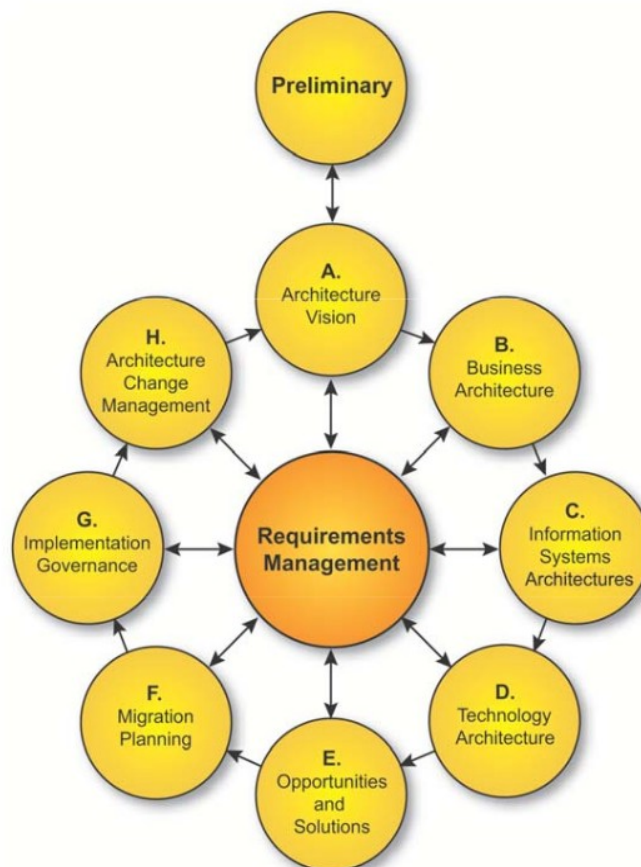 Preliminary
A.
Architecture
Vision
B.
Business
Architecture
C.
Information
Systems
Architectures
D.
Technology
Architecture
E.
Opportunities
and
Solutions
F.
Migration
Planning
G.
Implementation
Governance
H.
Architecture
Change
Management
Requirements
Management